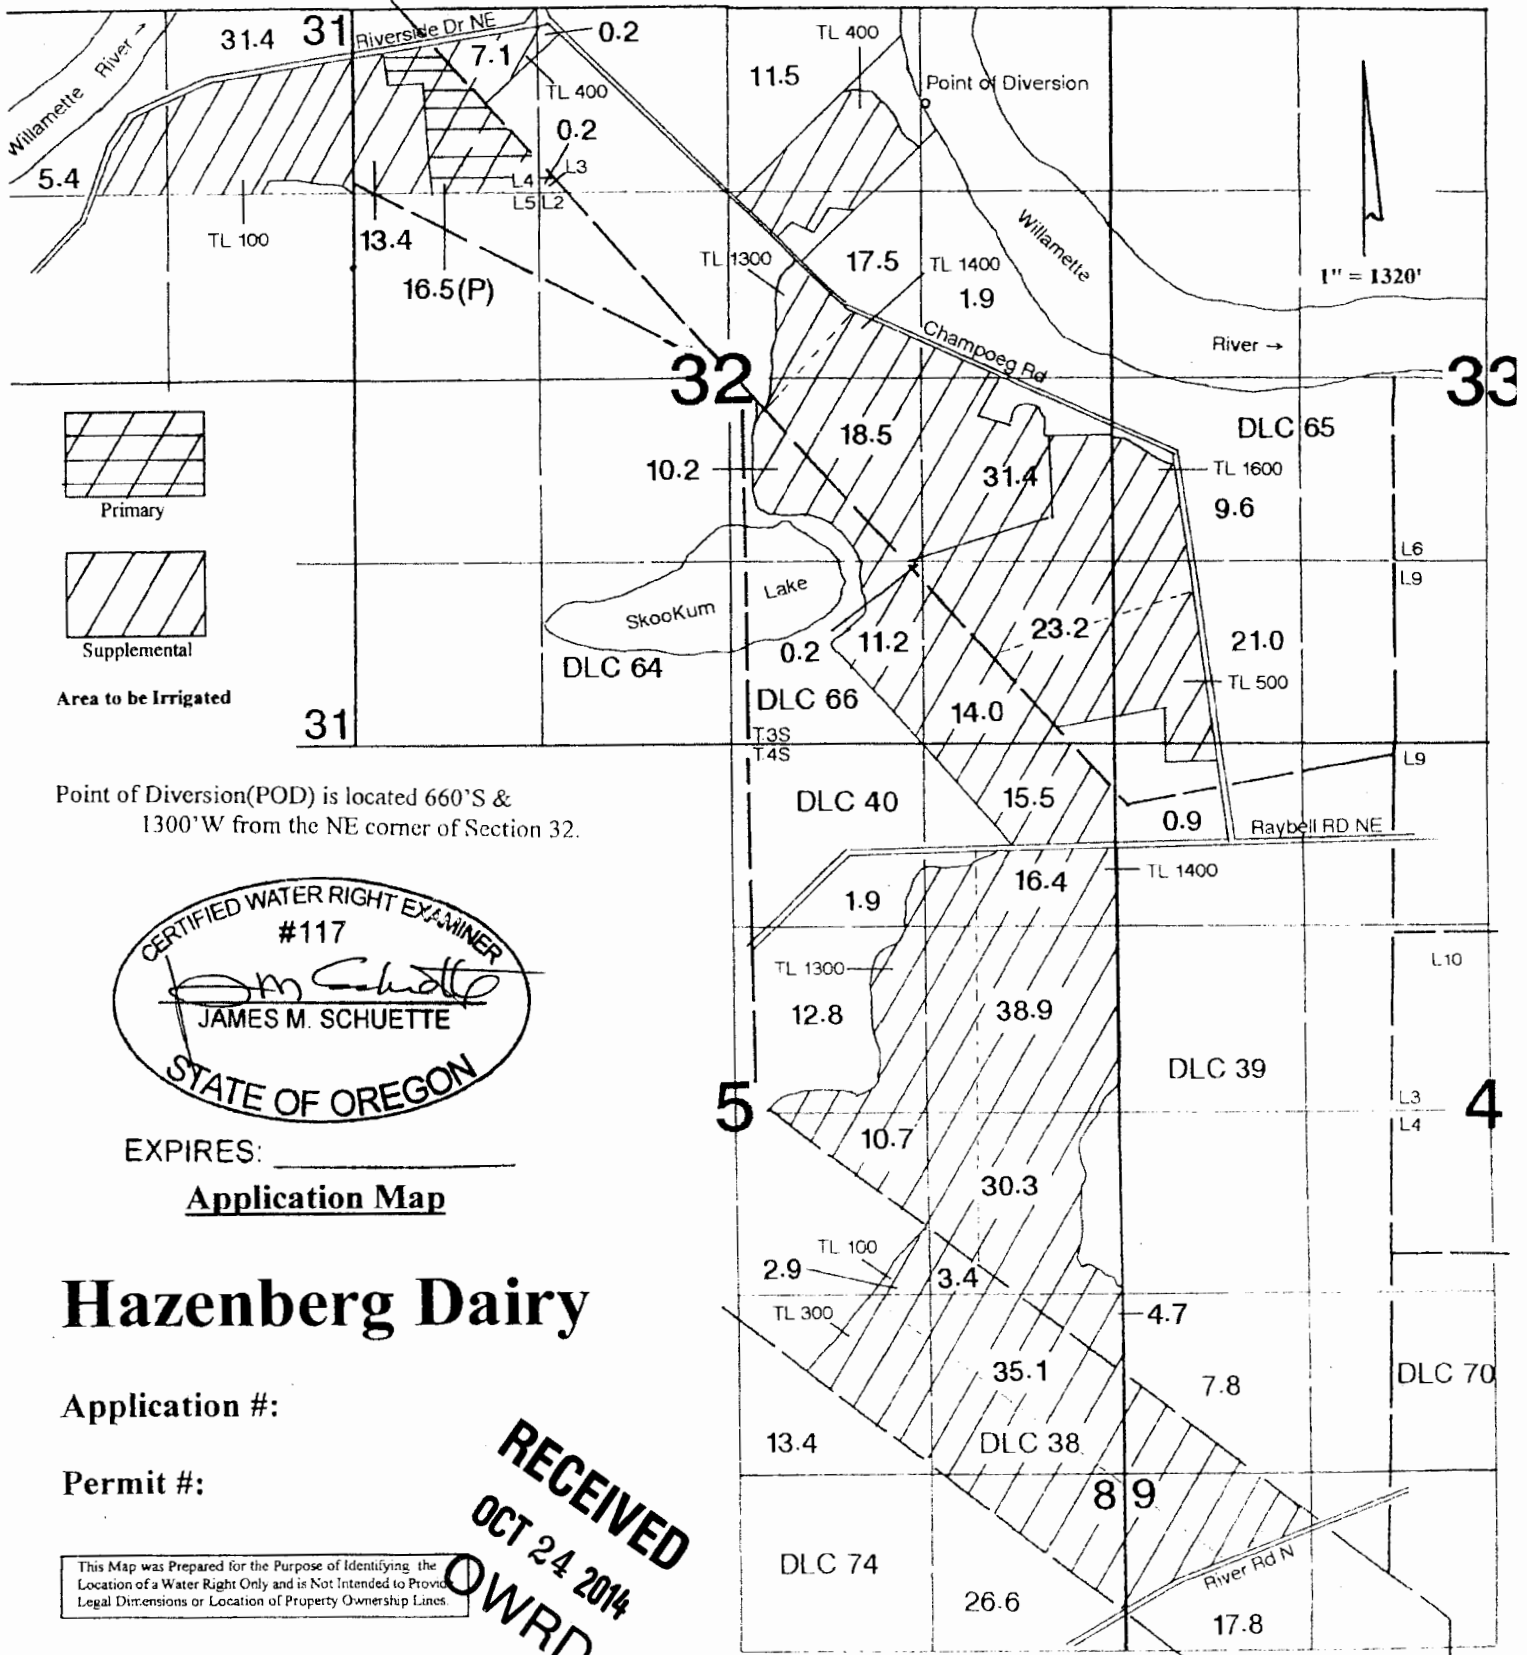 31.4
31
Riverside Dr NE
7.1
0.2
TL 400
11.5
TL 400
Point of Diversion
Willamette River →
TL 400
0.2
5.4
L4
L3
L5
L2
TL 100
13.4
16.5(P)
TL 1300
17.5
TL 1400
1.9
Willamette
River →
1" = 1320'
Champoeg Rd
32
33
DLC 65
18.5
10.2
31.4
TL 1600
9.6
L6
L9
Primary
Supplemental
Area to be Irrigated
SkooKum Lake
0.2
11.2
23.2
21.0
DLC 64
DLC 66
TL 500
14.0
31
T.3S
T.4S
L9
Point of Diversion(POD) is located 660'S &
1300'W from the NE corner of Section 32.
DLC 40
15.5
0.9
Raybell RD NE
16.4
TL 1400
1.9
CERTIFIED WATER RIGHT EXAMINER
#117
JAMES M. SCHUETTE
STATE OF OREGON
EXPIRES:
Application Map
TL 1300
12.8
38.9
L10
DLC 39
5
4
L3
L4
10.7
30.3
TL 100
2.9
3.4
TL 300
4.7
35.1
7.8
DLC 70
13.4
DLC 38
8
9
DLC 74
River Rd N
26.6
17.8
Hazenberg Dairy
Application #:
Permit #:
RECEIVED
OCT 24 2014
OWRD
This Map was Prepared for the Purpose of Identifying the
Location of a Water Right Only and is Not Intended to Provide
Legal Dimensions or Location of Property Ownership Lines.